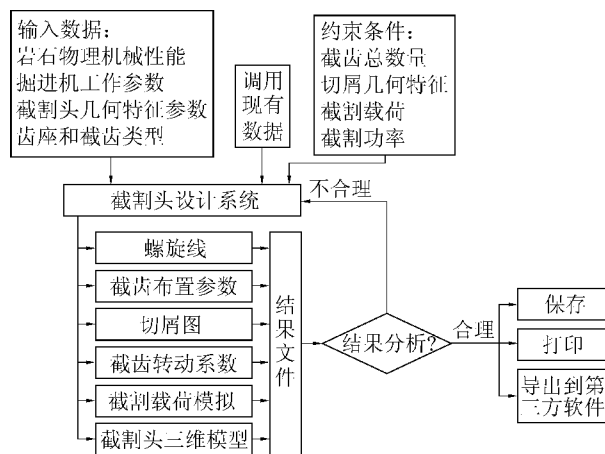 输入数据：
岩石物理机械性能
掘进机工作参数
截割头几何特征参数
齿座和截齿类型
调用
现有
数据
约束条件：
截齿总数量
切屑几何特征
截割载荷
截割功率
截割头设计系统
不合理
螺旋线
截齿布置参数
切屑图
截齿转动系数
截割载荷模拟
截割头三维模型
结
果
文
件
结果分析?
合理
保存
打印
导出到第
三方软件